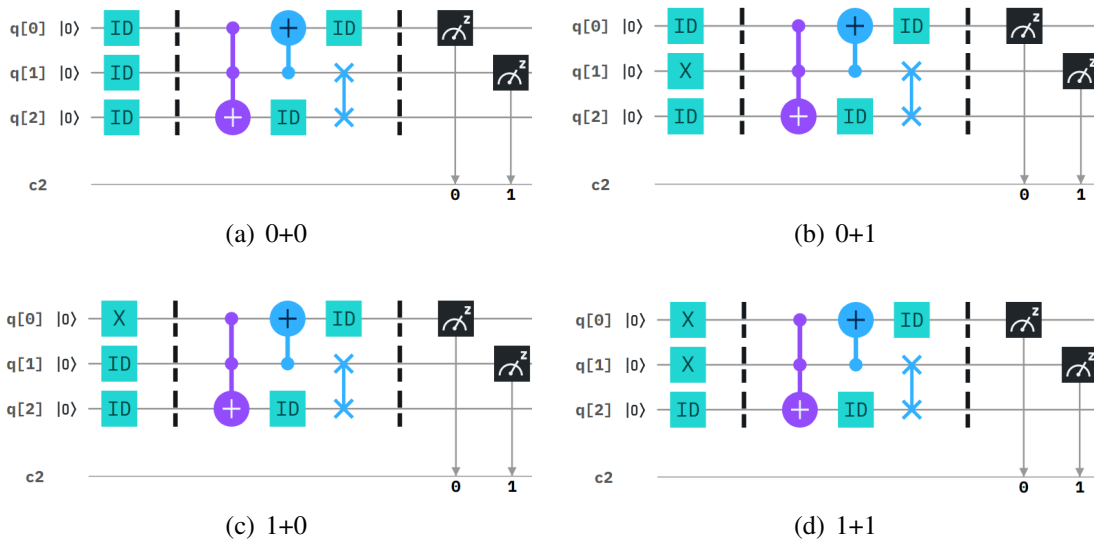 q[0] |0⟩ ID ID z
q[1] |0⟩ ID z
q[2] |0⟩ ID ID
c2
0 1
(a) 0+0
q[0] |0⟩ ID ID z
q[1] |0⟩ X z
q[2] |0⟩ ID ID
c2
0 1
(b) 0+1
q[0] |0⟩ X ID z
q[1] |0⟩ ID z
q[2] |0⟩ ID ID
c2
0 1
(c) 1+0
q[0] |0⟩ X ID z
q[1] |0⟩ X z
q[2] |0⟩ ID ID
c2
0 1
(d) 1+1